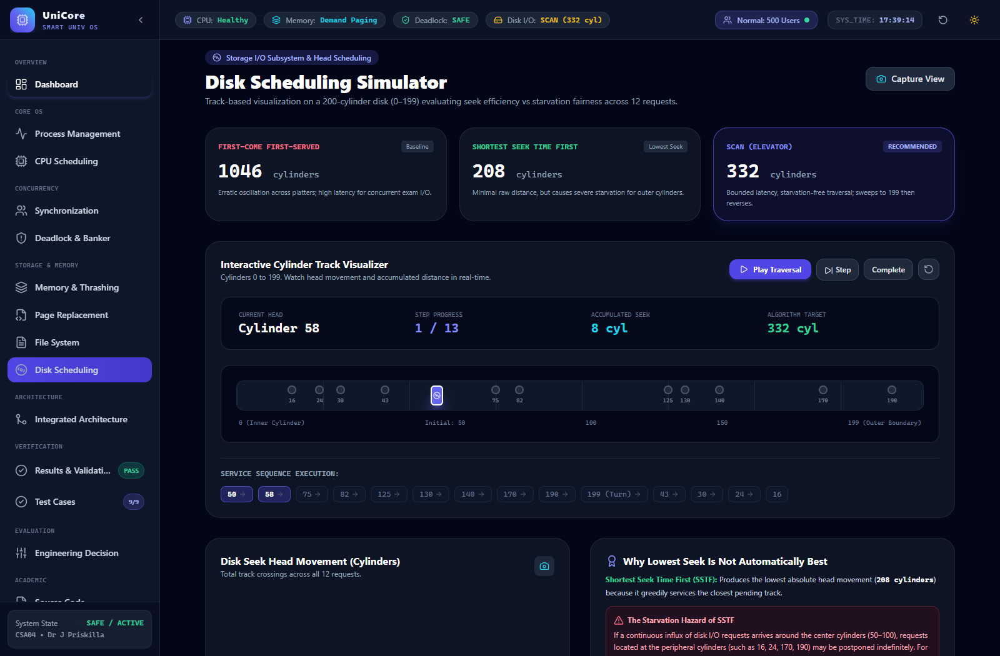 UniCore
SMART UNIV OS
CPU: Healthy
Memory: Demand Paging
Deadlock: SAFE
Disk I/O: SCAN (332 cyl)
Normal: 500 Users
SYS_TIME: 17:39:14
OVERVIEW
Dashboard
CORE OS
Process Management
CPU Scheduling
CONCURRENCY
Synchronization
Deadlock & Banker
STORAGE & MEMORY
Memory & Thrashing
Page Replacement
File System
Disk Scheduling
ARCHITECTURE
Integrated Architecture
VERIFICATION
Results & Validati... PASS
Test Cases 9/9
EVALUATION
Engineering Decision
ACADEMIC
Source Code
System State SAFE / ACTIVE
CSA04 • Dr J Priskilla
Storage I/O Subsystem & Head Scheduling
Disk Scheduling Simulator
Track-based visualization on a 200-cylinder disk (0–199) evaluating seek efficiency vs starvation fairness across 12 requests.
Capture View
FIRST-COME FIRST-SERVED Baseline
1046 cylinders
Erratic oscillation across platters; high latency for concurrent exam I/O.
SHORTEST SEEK TIME FIRST Lowest Seek
208 cylinders
Minimal raw distance, but causes severe starvation for outer cylinders.
SCAN (ELEVATOR) RECOMMENDED
332 cylinders
Bounded latency, starvation-free traversal; sweeps to 199 then
reverses.
Interactive Cylinder Track Visualizer
Cylinders 0 to 199. Watch head movement and accumulated distance in real-time.
Play Traversal Step Complete
CURRENT HEAD STEP PROGRESS ACCUMULATED SEEK ALGORITHM TARGET
Cylinder 58 1 / 13 8 cyl 332 cyl
16 24 30 43 75 82 125 130 140 170 190
0 (Inner Cylinder) Initial: 50 100 150 199 (Outer Boundary)
SERVICE SEQUENCE EXECUTION:
50 → 58 → 75 → 82 → 125 → 130 → 140 → 170 → 190 → 199 (Turn) → 43 → 30 → 24 → 16
Disk Seek Head Movement (Cylinders)
Total track crossings across all 12 requests.
Why Lowest Seek Is Not Automatically Best
Shortest Seek Time First (SSTF): Produces the lowest absolute head movement (208 cylinders)
because it greedily services the closest pending track.
The Starvation Hazard of SSTF
If a continuous influx of disk I/O requests arrives around the center cylinders (50–100), requests
located at the peripheral cylinders (such as 16, 24, 170, 190) may be postponed indefinitely. For